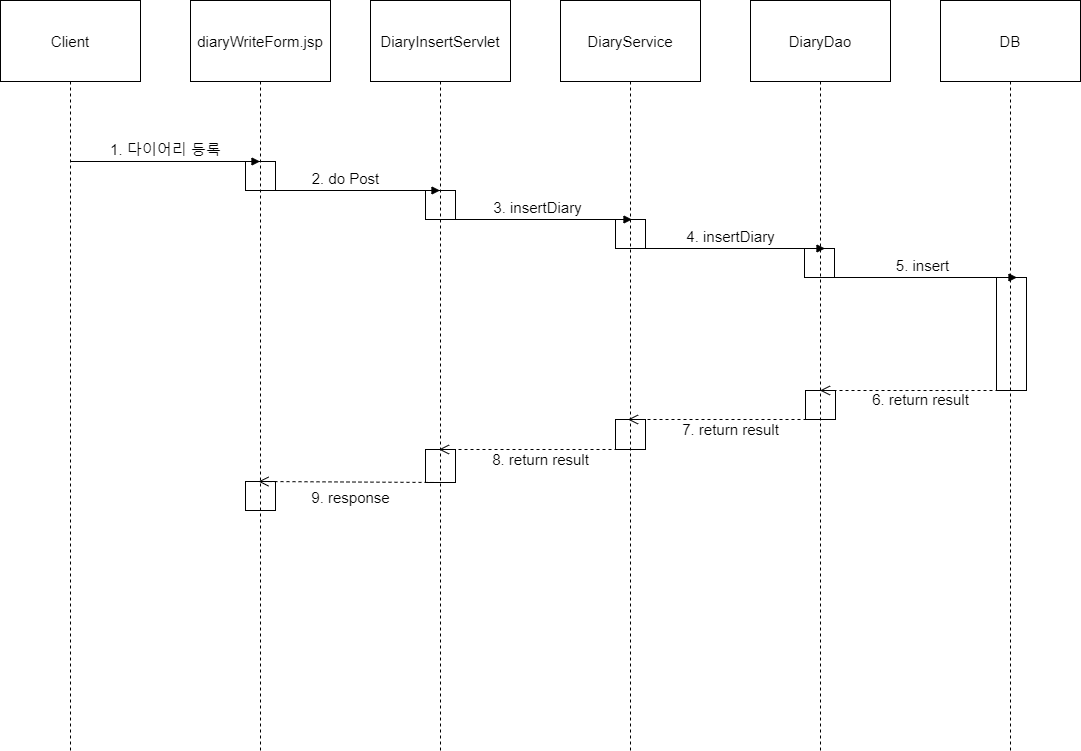 Client
diaryWriteForm.jsp
DiaryInsertServlet
DiaryService
DiaryDao
DB
1. 다이어리 등록
2. do Post
3. insertDiary
4. insertDiary
5. insert
6. return result
7. return result
8. return result
9. response